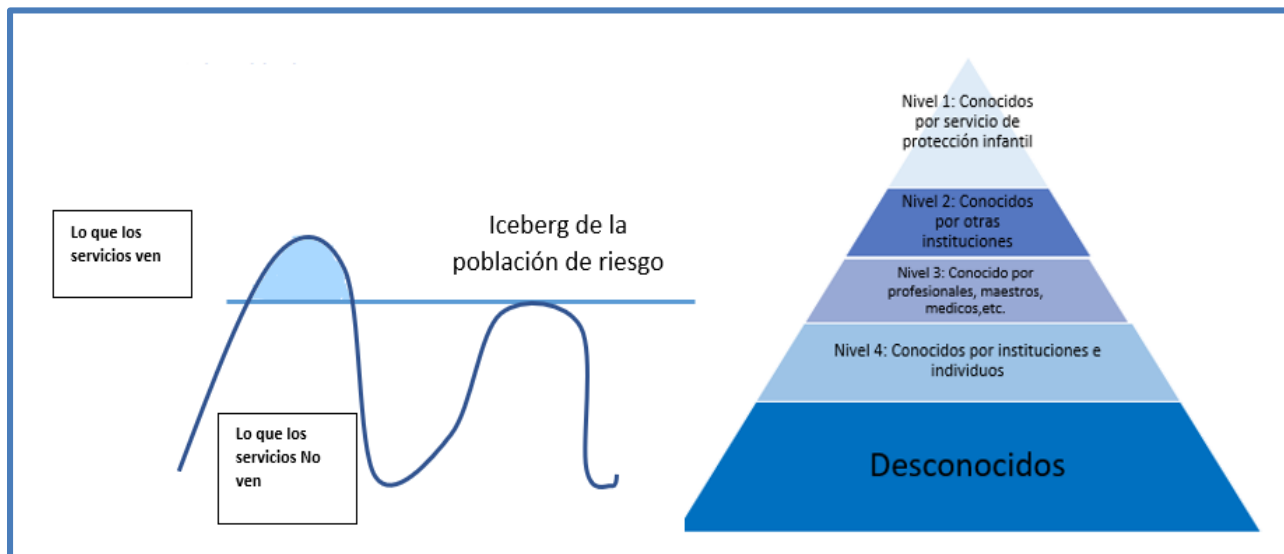 Lo que los
servicios ven
Iceberg de la
población de riesgo
Lo que los
servicios No
ven
Nivel 1: Conocidos
por servicio de
protección infantil
Nivel 2: Conocidos
por otras
instituciones
Nivel 3: Conocido por
profesionales, maestros,
medicos,etc.
Nivel 4: Conocidos por instituciones e
individuos
Desconocidos